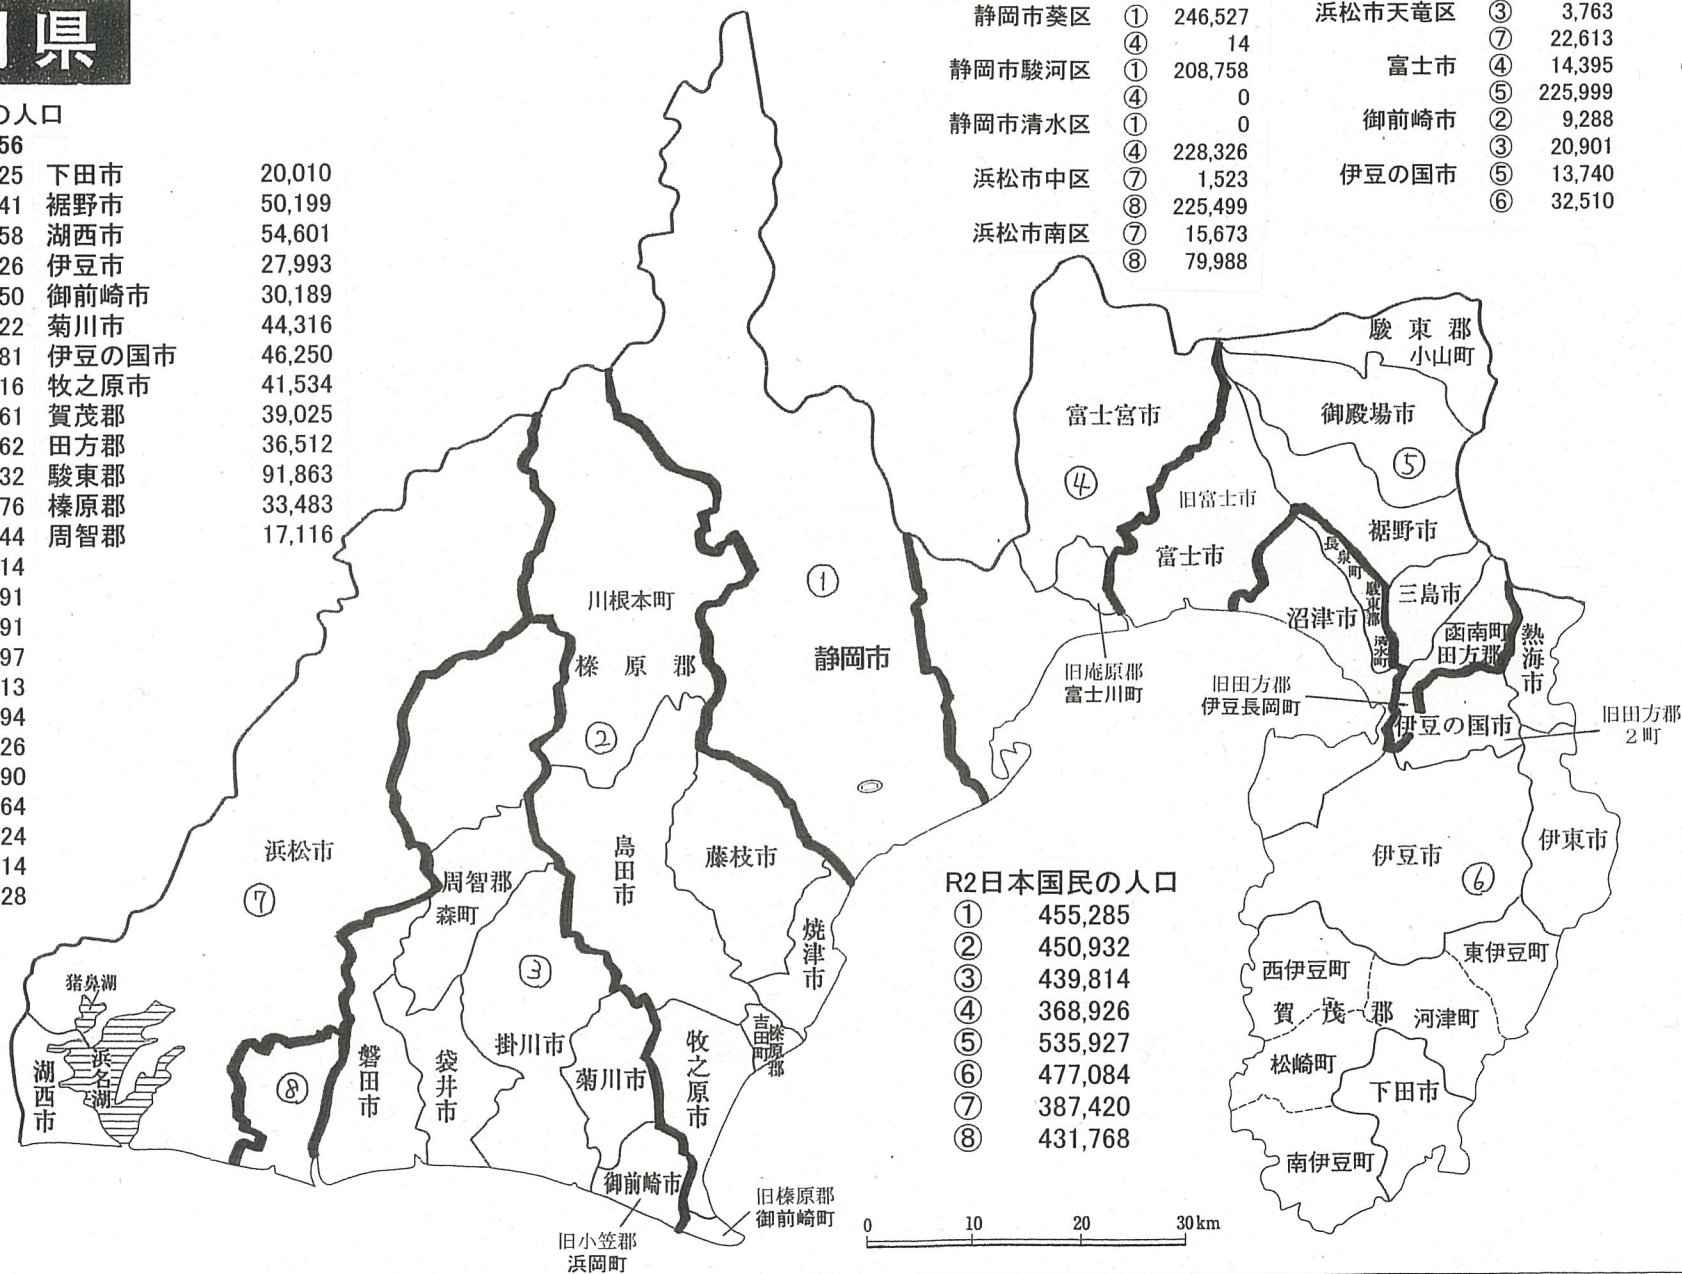 県
の人口
56
25 下田市 20,010
41 裾野市 50,199
58 湖西市 54,601
26 伊豆市 27,993
50 御前崎市 30,189
22 菊川市 44,316
81 伊豆の国市 46,250
16 牧之原市 41,534
61 賀茂郡 39,025
62 田方郡 36,512
32 駿東郡 91,863
76 榛原郡 33,483
44 周智郡 17,116
14
91
91
97
13
94
26
90
64
24
14
28
静岡市葵区 ① 246,527
④ 14
静岡市駿河区 ① 208,758
④ 0
静岡市清水区 ① 0
④ 228,326
浜松市中区 ⑦ 1,523
⑧ 225,499
浜松市南区 ⑦ 15,673
⑧ 79,988
浜松市天竜区 ③ 3,763
⑦ 22,613
富士市 ④ 14,395
⑤ 225,999
御前崎市 ② 9,288
③ 20,901
伊豆の国市 ⑤ 13,740
⑥ 32,510
駿東郡
小山町
富士宮市
御殿場市
④
⑤
旧富士市
裾野市
長泉町
富士市
①
川根本町
三島市
駿東郡
沼津市
清水町
函南町
田方郡
熱海市
静岡市
榛原郡
旧庵原郡
富士川町
旧田方郡
伊豆長岡町
伊豆の国市
旧田方郡
2町
②
浜松市
島田市
藤枝市
伊豆市
伊東市
⑥
周智郡
森町
⑦
焼津市
③
東伊豆町
西伊豆町
賀茂郡
河津町
猪鼻湖
浜名湖
湖西市
⑧
磐田市
袋井市
掛川市
菊川市
牧之原市
吉田町
榛原郡
松崎町
下田市
南伊豆町
御前崎市
旧榛原郡
御前崎町
旧小笠郡
浜岡町
R2日本国民の人口
① 455,285
② 450,932
③ 439,814
④ 368,926
⑤ 535,927
⑥ 477,084
⑦ 387,420
⑧ 431,768
0 10 20 30km